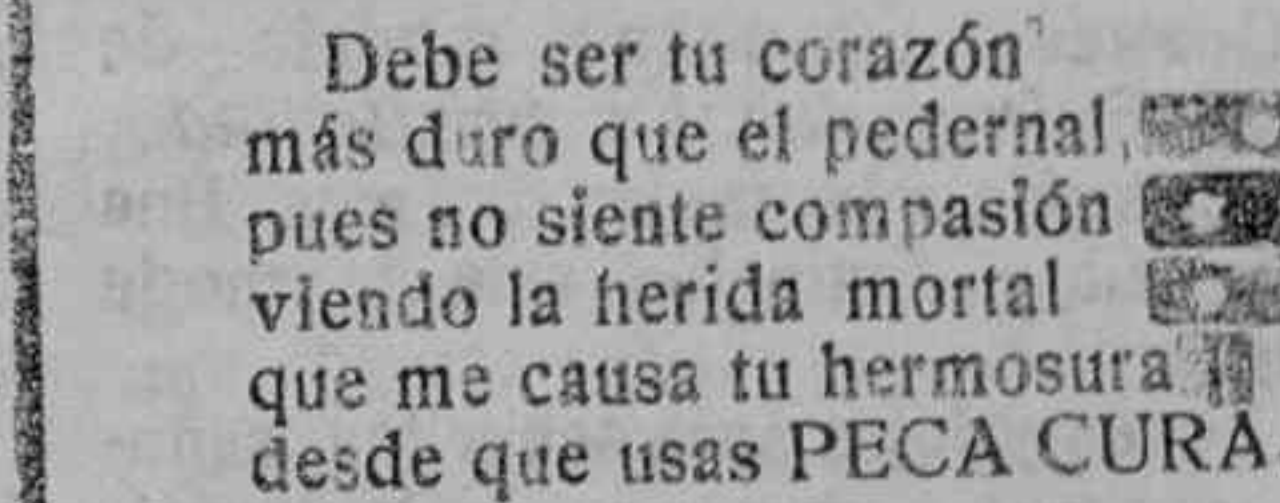 Debe ser tu corazón
más duro que el pedernal,
pues no siente compasión
viendo la herida mortal
que me causa tu hermosura
desde que usas PECA CURA